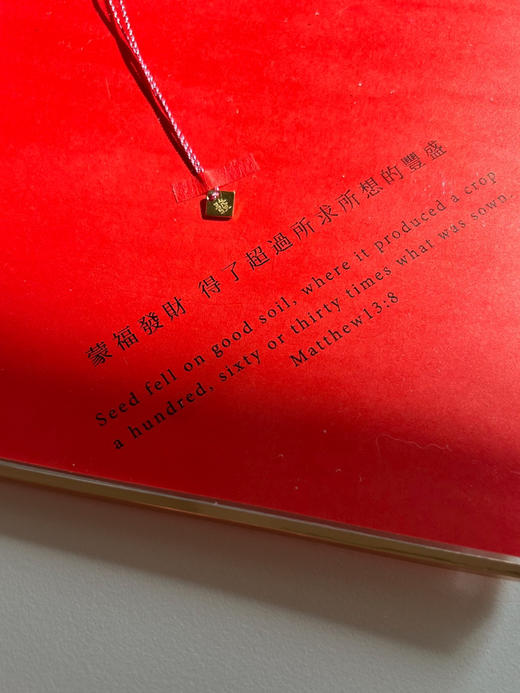 發
蒙福發財 得了超過所求所想的豐盛
Seed fell on good soil, where it produced a crop
a hundred, sixty or thirty times what was sown
Matthew13:8